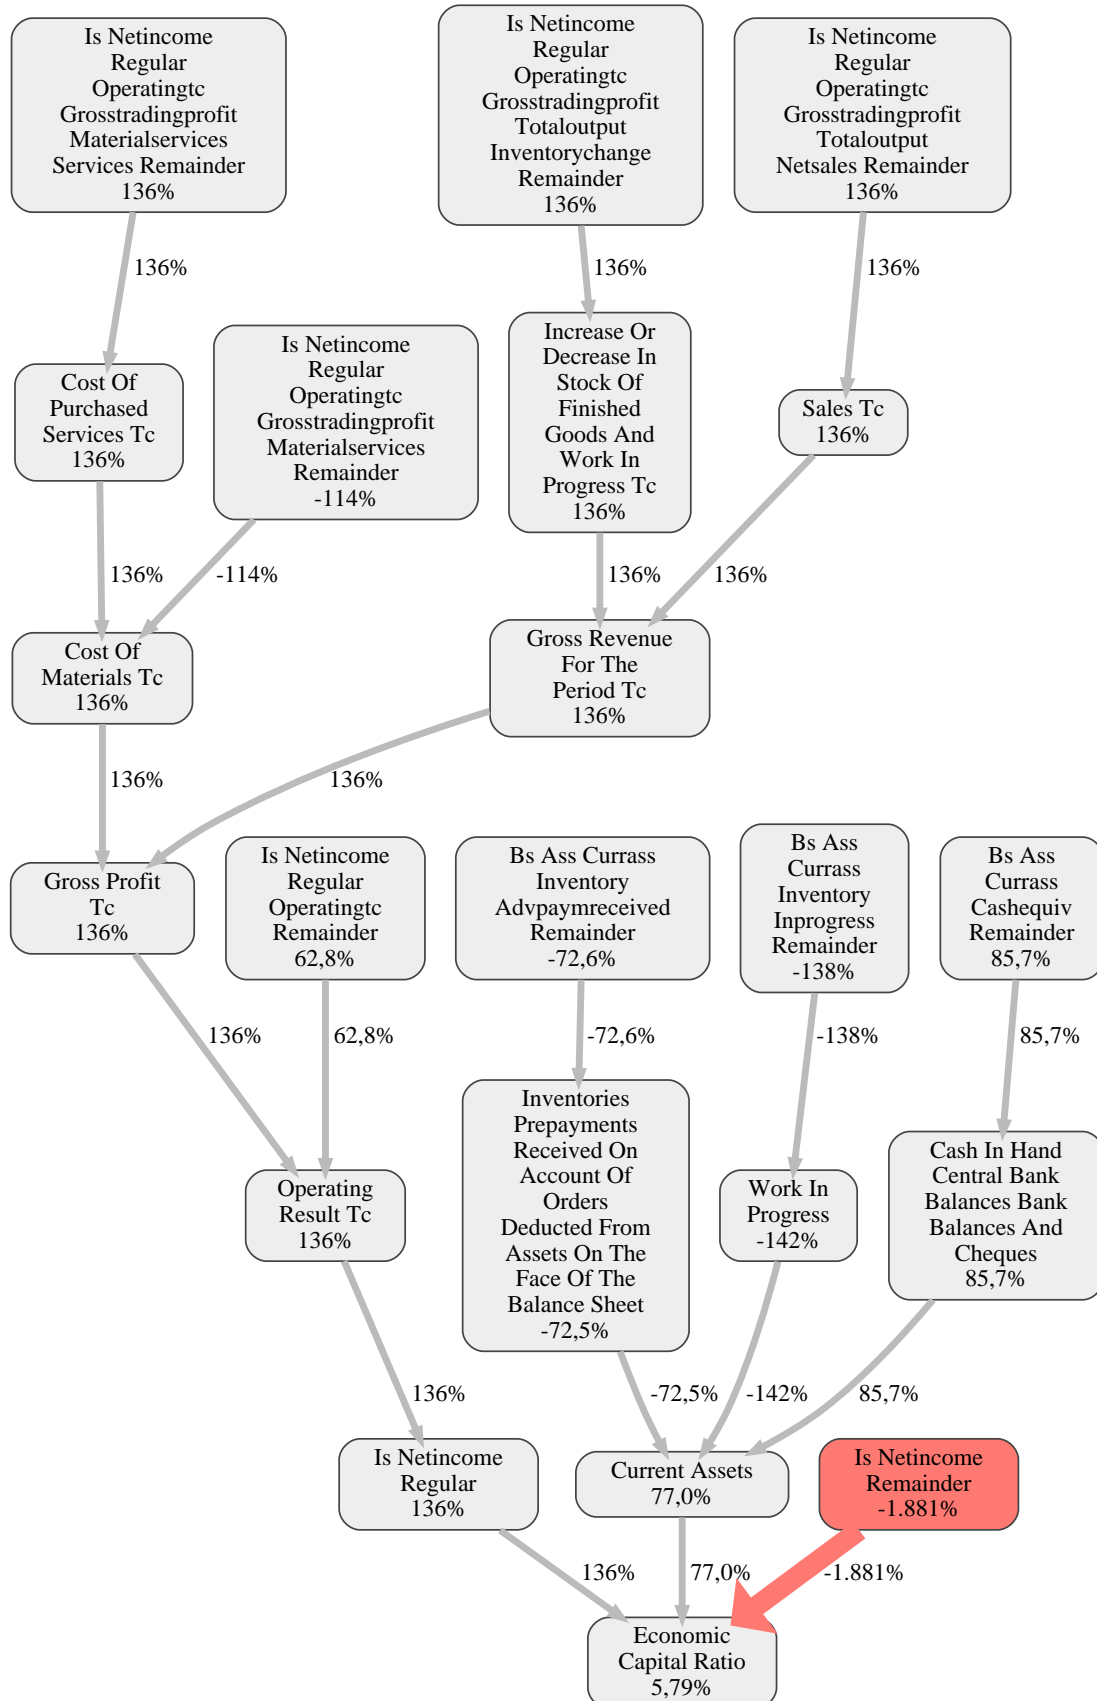 Is Netincome
Regular
Operatingtc
Grosstradingprofit
Materialservices
Services Remainder
136%
Is Netincome
Regular
Operatingtc
Grosstradingprofit
Totaloutput
Inventorychange
Remainder
136%
Is Netincome
Regular
Operatingtc
Grosstradingprofit
Totaloutput
Netsales Remainder
136%
136%
136%
136%
Cost Of
Purchased
Services Tc
136%
Is Netincome
Regular
Operatingtc
Grosstradingprofit
Materialservices
Remainder
-114%
Increase Or
Decrease In
Stock Of
Finished
Goods And
Work In
Progress Tc
136%
Sales Tc
136%
136%
-114%
136%
136%
Cost Of
Materials Tc
136%
Gross Revenue
For The
Period Tc
136%
136%
136%
Gross Profit
Tc
136%
Is Netincome
Regular
Operatingtc
Remainder
62,8%
Bs Ass Currass
Inventory
Advpaymreceived
Remainder
-72,6%
Bs Ass
Currass
Inventory
Inprogress
Remainder
-138%
Bs Ass
Currass
Cashequiv
Remainder
85,7%
136%
62,8%
-72,6%
-138%
85,7%
Operating
Result Tc
136%
Inventories
Prepayments
Received On
Account Of
Orders
Deducted From
Assets On The
Face Of The
Balance Sheet
-72,5%
Work In
Progress
-142%
Cash In Hand
Central Bank
Balances Bank
Balances And
Cheques
85,7%
136%
-72,5%
-142%
85,7%
Is Netincome
Regular
136%
Current Assets
77,0%
Is Netincome
Remainder
-1.881%
136%
77,0%
-1.881%
Economic
Capital Ratio
5,79%